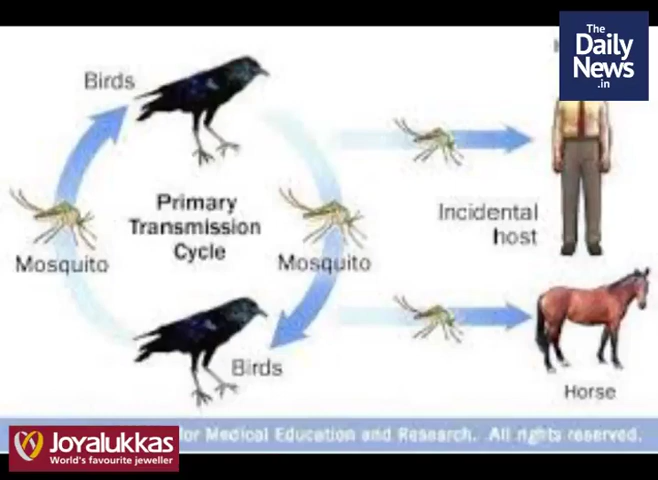 The
Daily
News
.in
Birds
Primary
Transmission
Cycle
Mosquito
Mosquito
Incidental
host
Birds
Horse
for Medical Education and Research. All rights reserved.
JOYALUKKAS
World's favourite jeweller